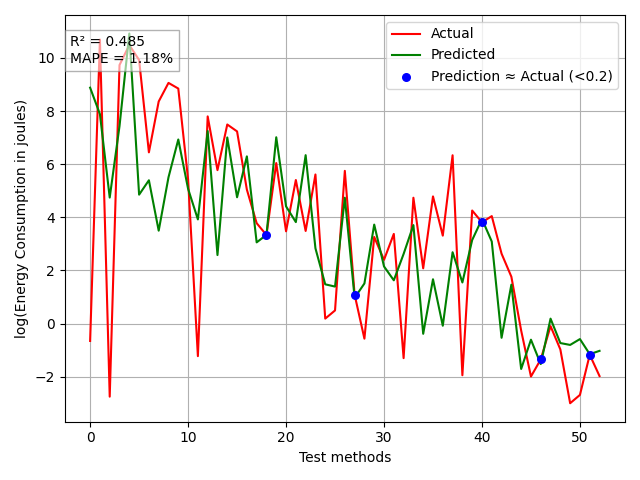 R² = 0.485
MAPE = 1.18%
Actual
Predicted
Prediction ≈ Actual (<0.2)
log(Energy Consumption in joules)
10
8
6
4
2
0
−2
0 10 20 30 40 50
Test methods